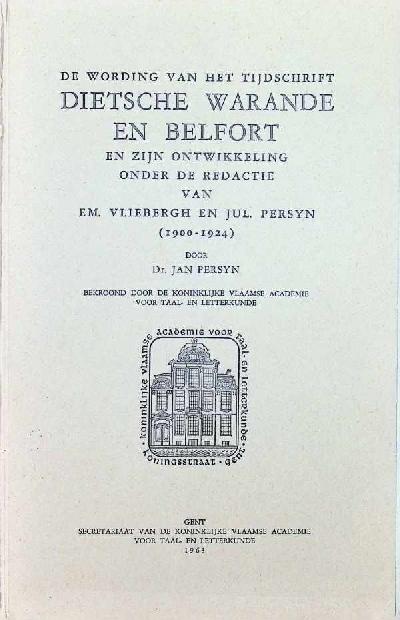 DE WORDING VAN HET TIJDSCHRIFT
DIETSCHE WARANDE
EN BELFORT
EN ZIJN ONTWIKKELING
ONDER DE REDACTIE
VAN
EM. VLIEBERGH EN JUL. PERSYN
(1900-1924)
DOOR
Dr. JAN PERSYN
BEKROOND DOOR DE KONINKLIJKE VLAAMSE ACADEMIE
VOOR TAAL- EN LETTERKUNDE
koninklijke vlaamse academie voor taal- en letterkunde
koningsstraat - gent
GENT
SECRETARIAAT VAN DE KONINKLIJKE VLAAMSE ACADEMIE
VOOR TAAL- EN LETTERKUNDE
1963